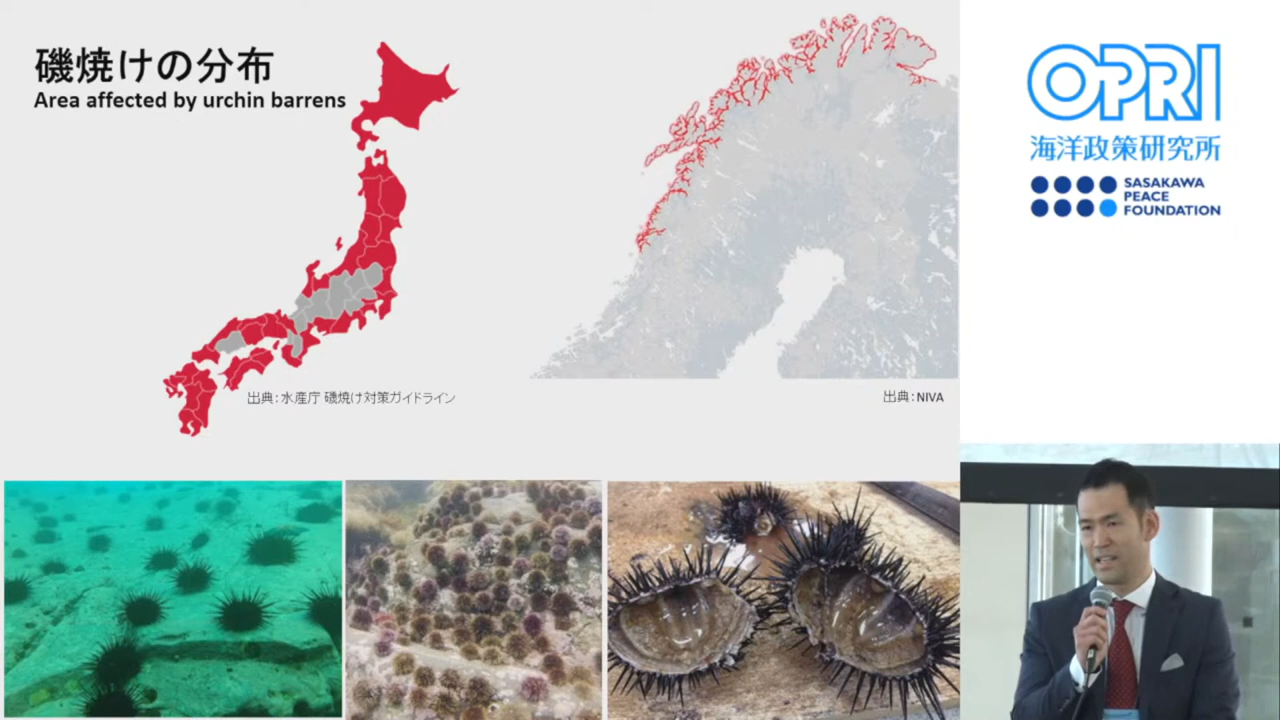 磯焼けの分布
Area affected by urchin barrens
出典：水産庁 磯焼け対策ガイドライン
出典：NIVA
OPRI
海洋政策研究所
SASAKAWA
PEACE
FOUNDATION